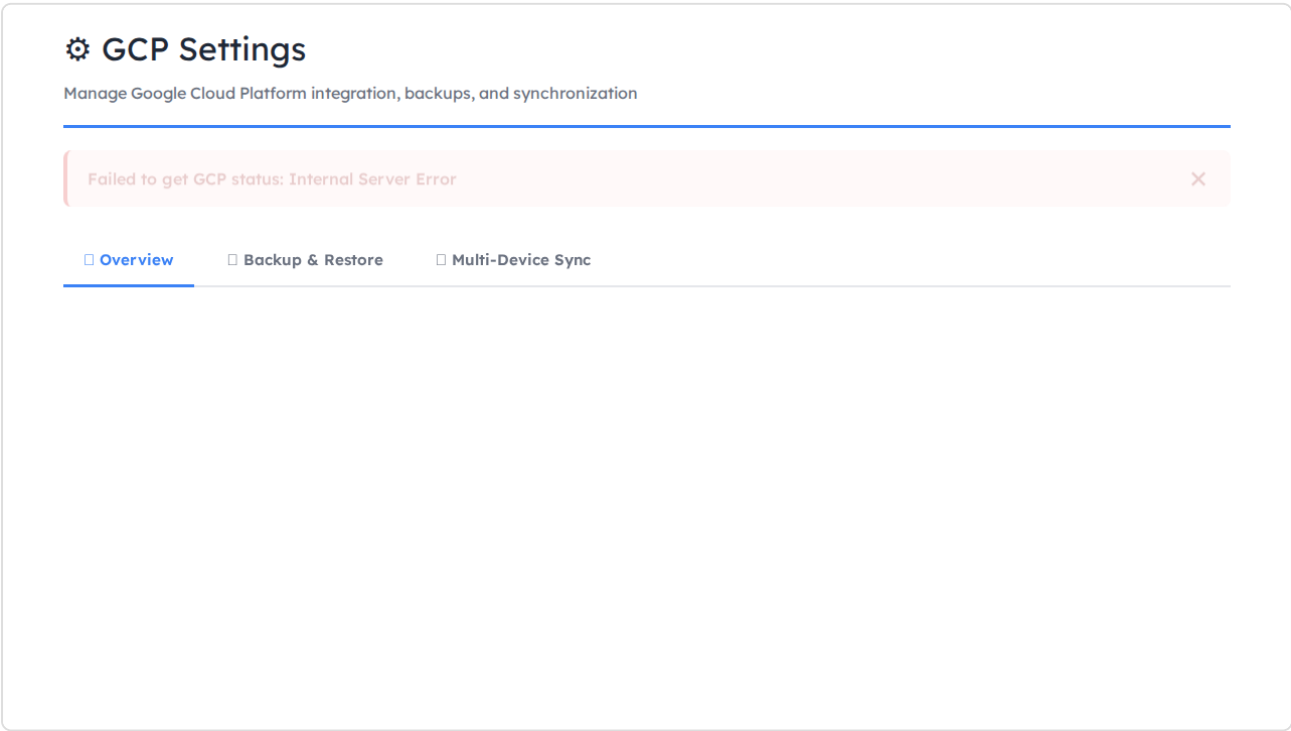 ⚙ GCP Settings
Manage Google Cloud Platform integration, backups, and synchronization
Failed to get GCP status: Internal Server Error ×
Overview Backup & Restore Multi-Device Sync